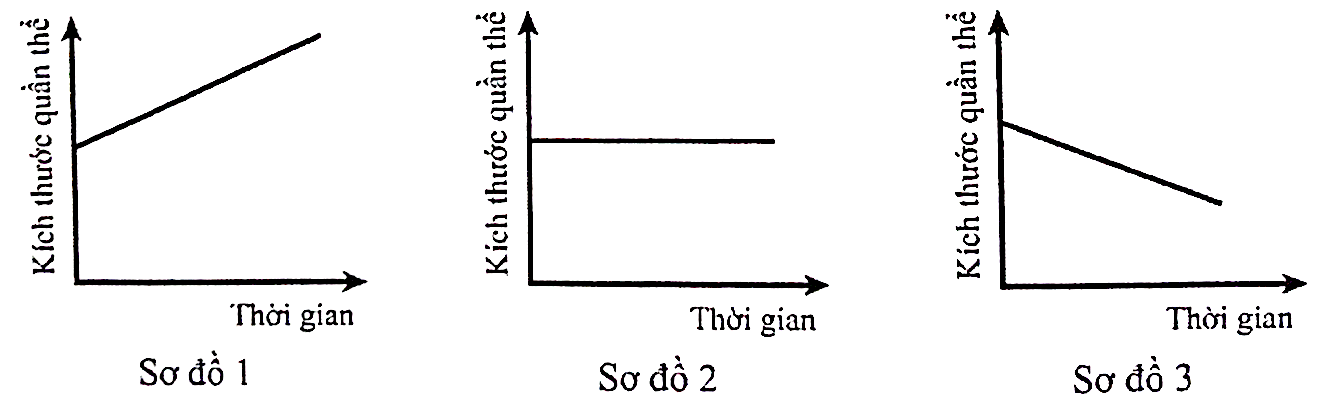 Kích thước quần thể
Thời gian
Sơ đồ 1
Kích thước quần thể
Thời gian
Sơ đồ 2
Kích thước quần thể
Thời gian
Sơ đồ 3